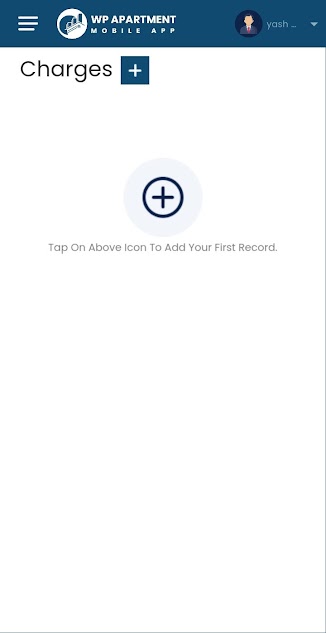 WP APARTMENT
MOBILE APP
yash ...
Charges
Tap On Above Icon To Add Your First Record.